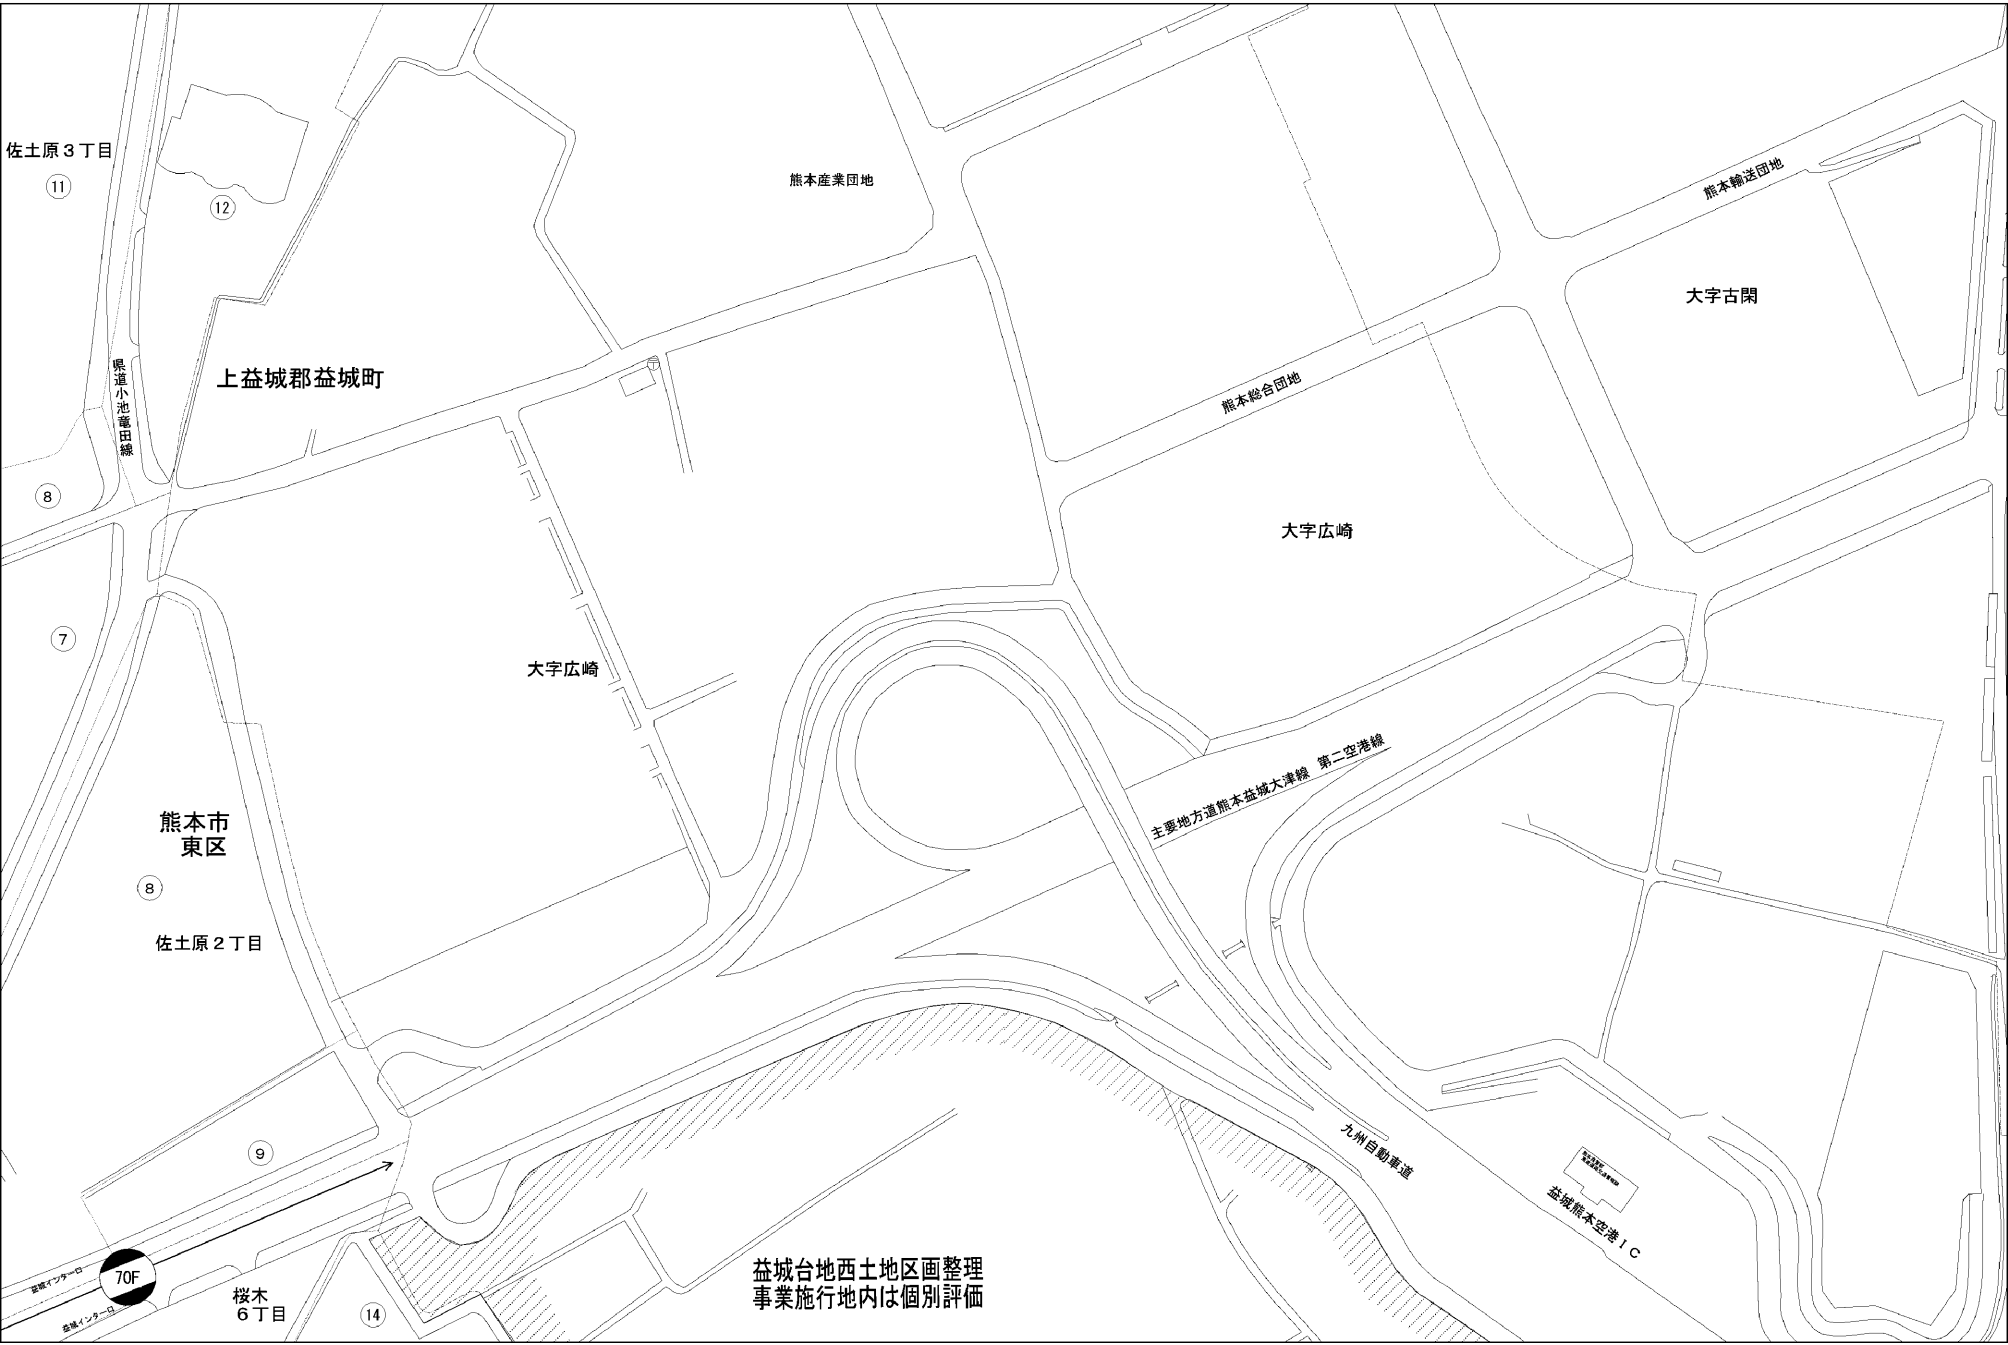 佐土原3丁目
11
12
熊本産業団地
熊本輸送団地
大字古閑
県道小池竜田線
上益城郡益城町
熊本総合団地
8
大字広崎
7
大字広崎
主要地方道熊本益城大津線 第二空港線
熊本市
東区
8
佐土原2丁目
9
九州自動車道
益城熊本空港IC
益城インター口
70F
益城インター口
桜木
6丁目
14
益城台地西土地区画整理
事業施行地内は個別評価